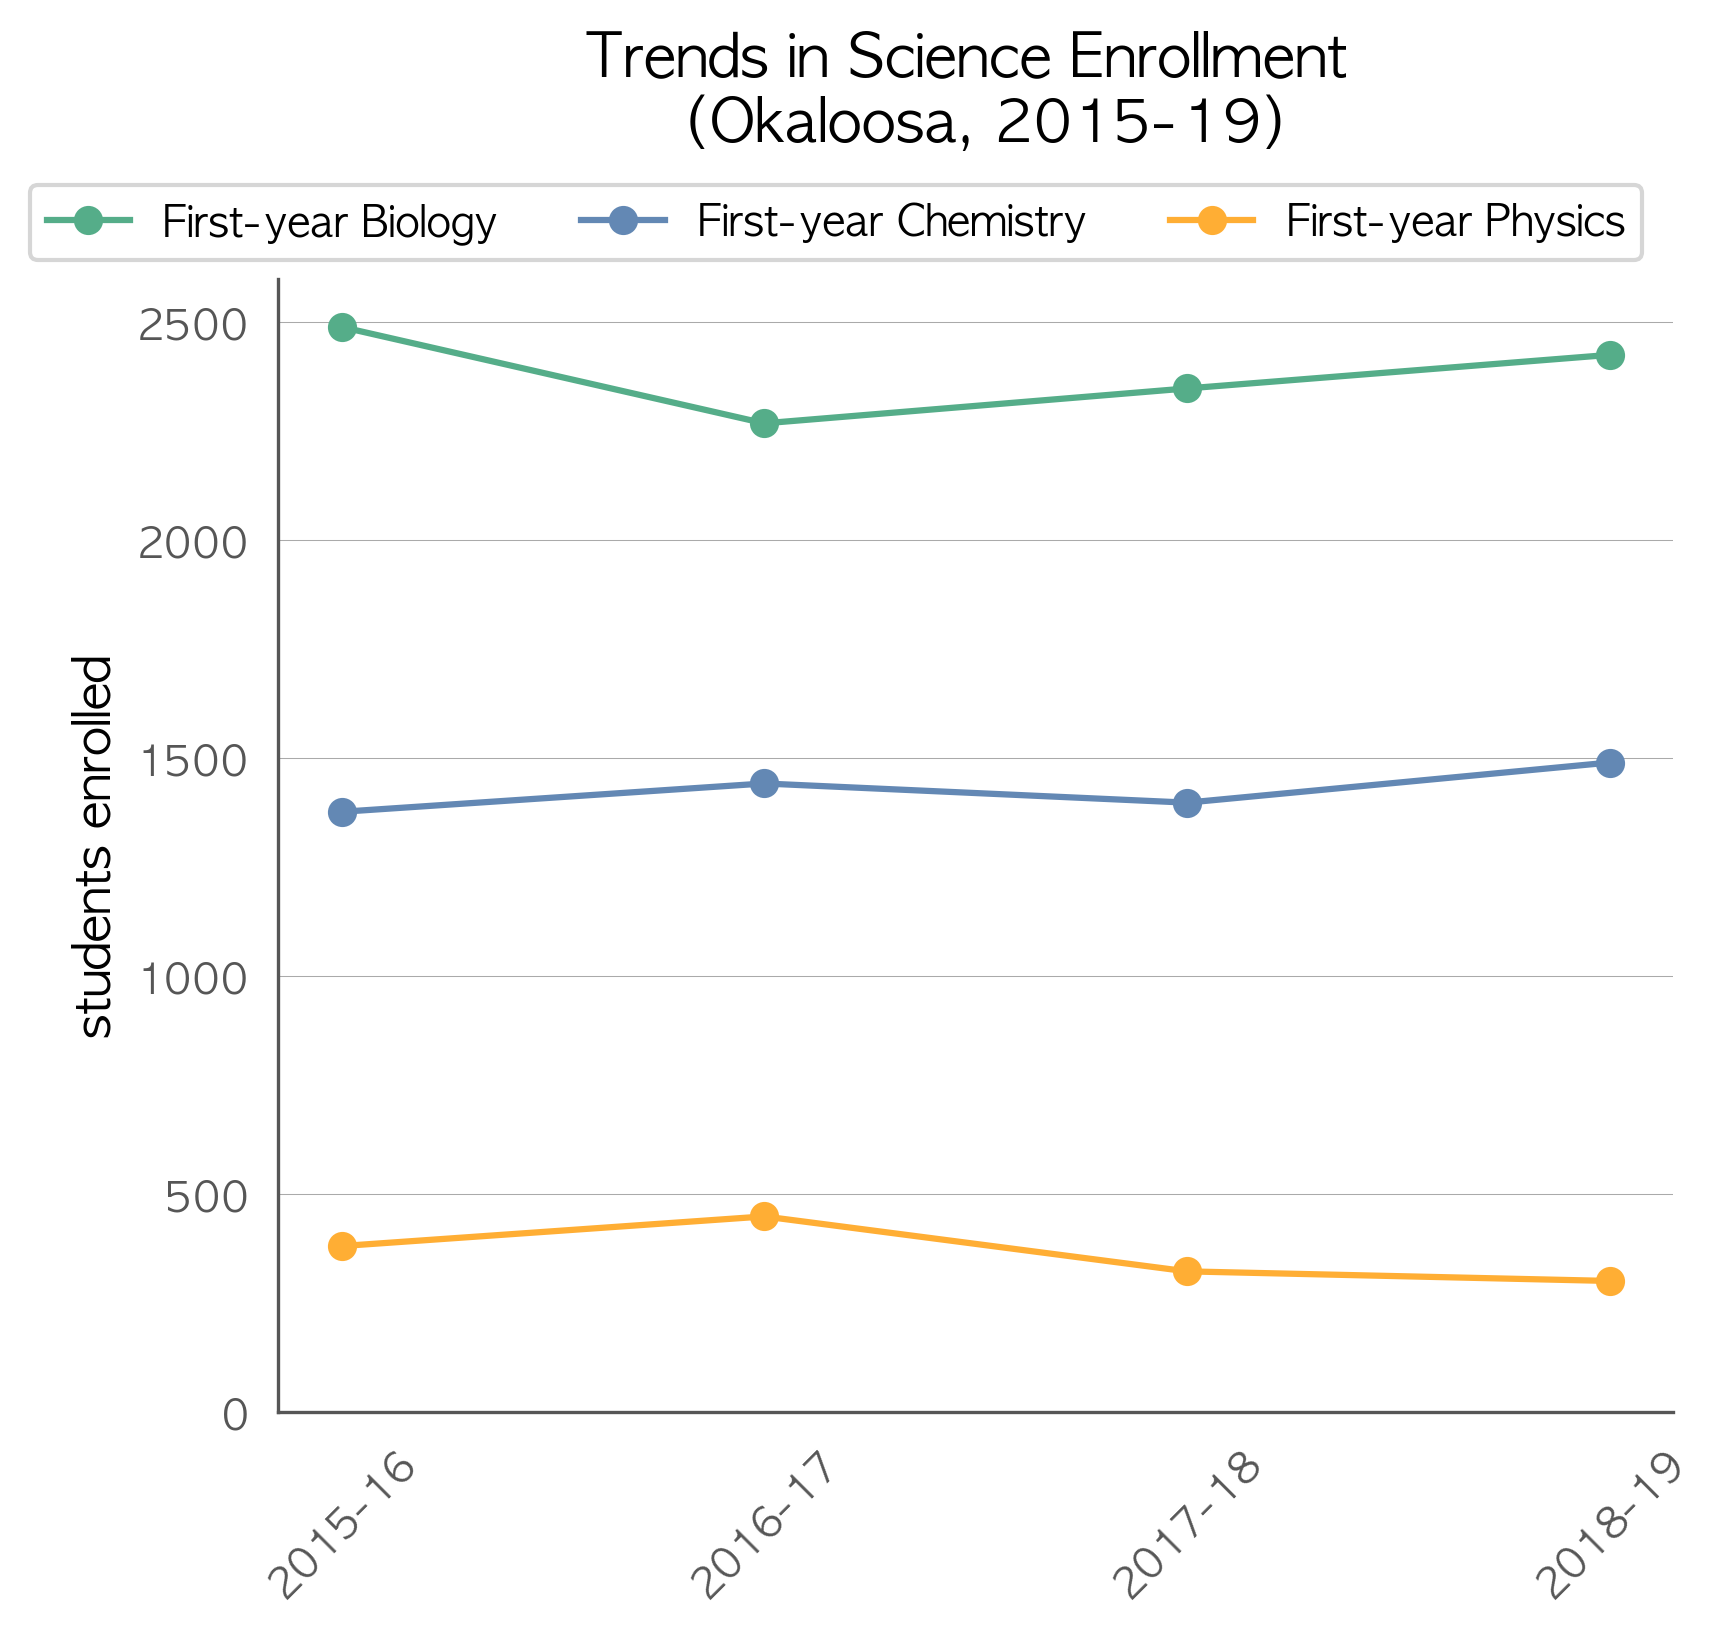 Trends in Science Enrollment
(Okaloosa, 2015-19)
First-year Biology
First-year Chemistry
First-year Physics
2500
2000
1500
1000
500
0
students enrolled
2015-16
2016-17
2017-18
2018-19